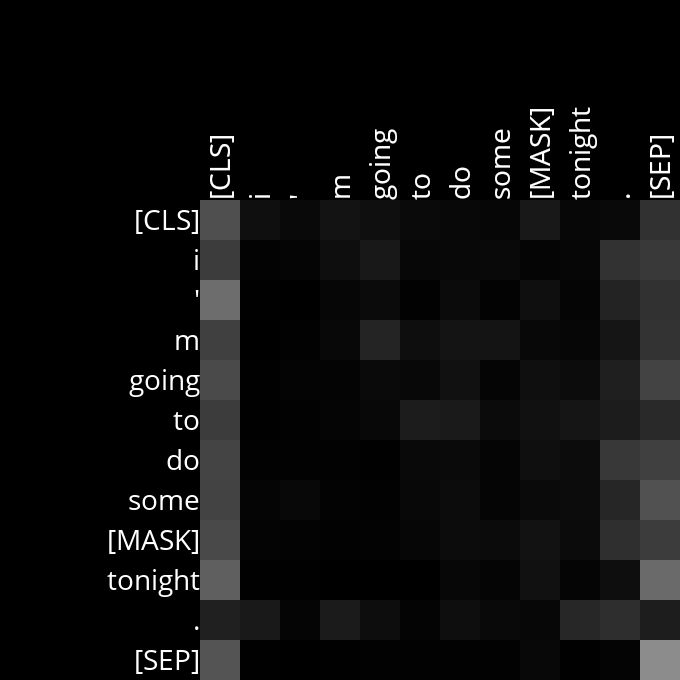 [CLS] i ' m going to do some [MASK] tonight . [SEP]
[CLS]
i
'
m
going
to
do
some
[MASK]
tonight
.
[SEP]